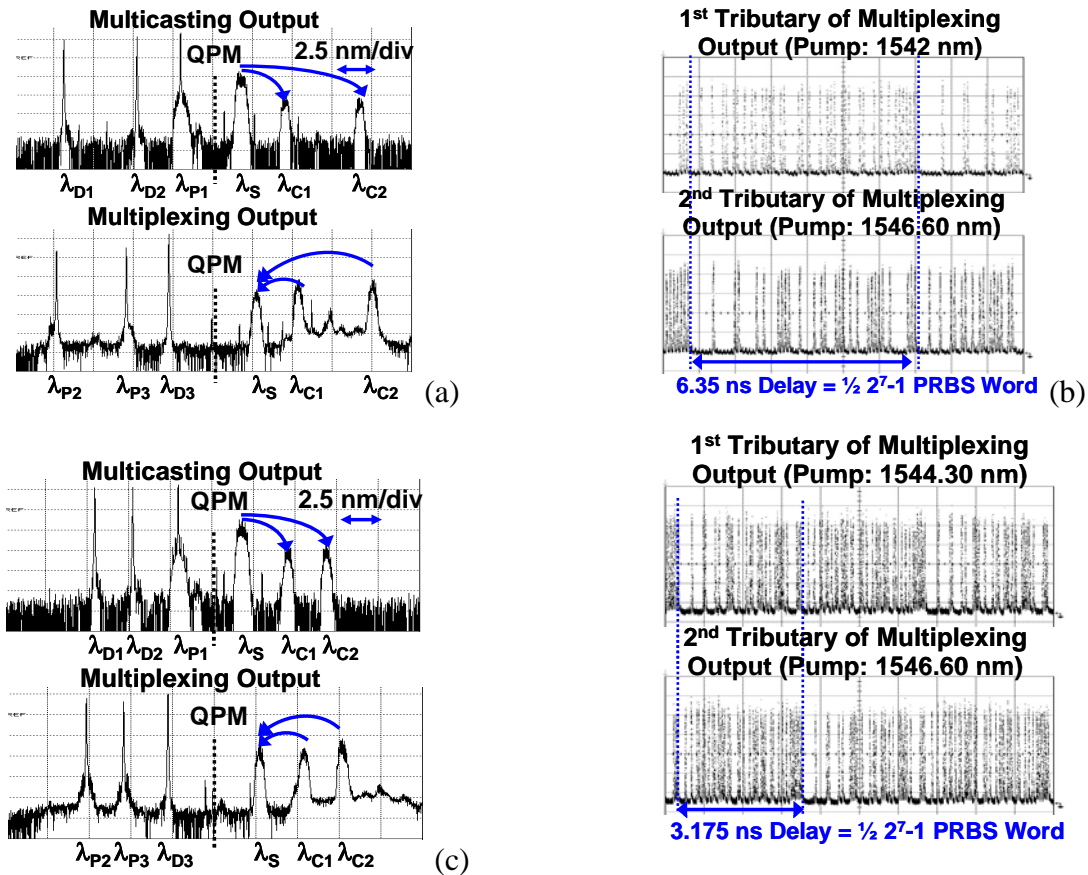 Multicasting Output
QPM
2.5 nm/div
λD1 λD2 λP1 λS λC1 λC2
Multiplexing Output
QPM
λP2 λP3 λD3 λS λC1 λC2
(a)
1st Tributary of Multiplexing
Output (Pump: 1542 nm)
2nd Tributary of Multiplexing
Output (Pump: 1546.60 nm)
6.35 ns Delay = ½ 2⁷-1 PRBS Word
(b)
Multicasting Output
QPM
2.5 nm/div
λD1 λD2 λP1 λS λC1 λC2
Multiplexing Output
QPM
λP2 λP3 λD3 λS λC1 λC2
(c)
1st Tributary of Multiplexing
Output (Pump: 1544.30 nm)
2nd Tributary of Multiplexing
Output (Pump: 1546.60 nm)
3.175 ns Delay = ½ 2⁷-1 PRBS Word